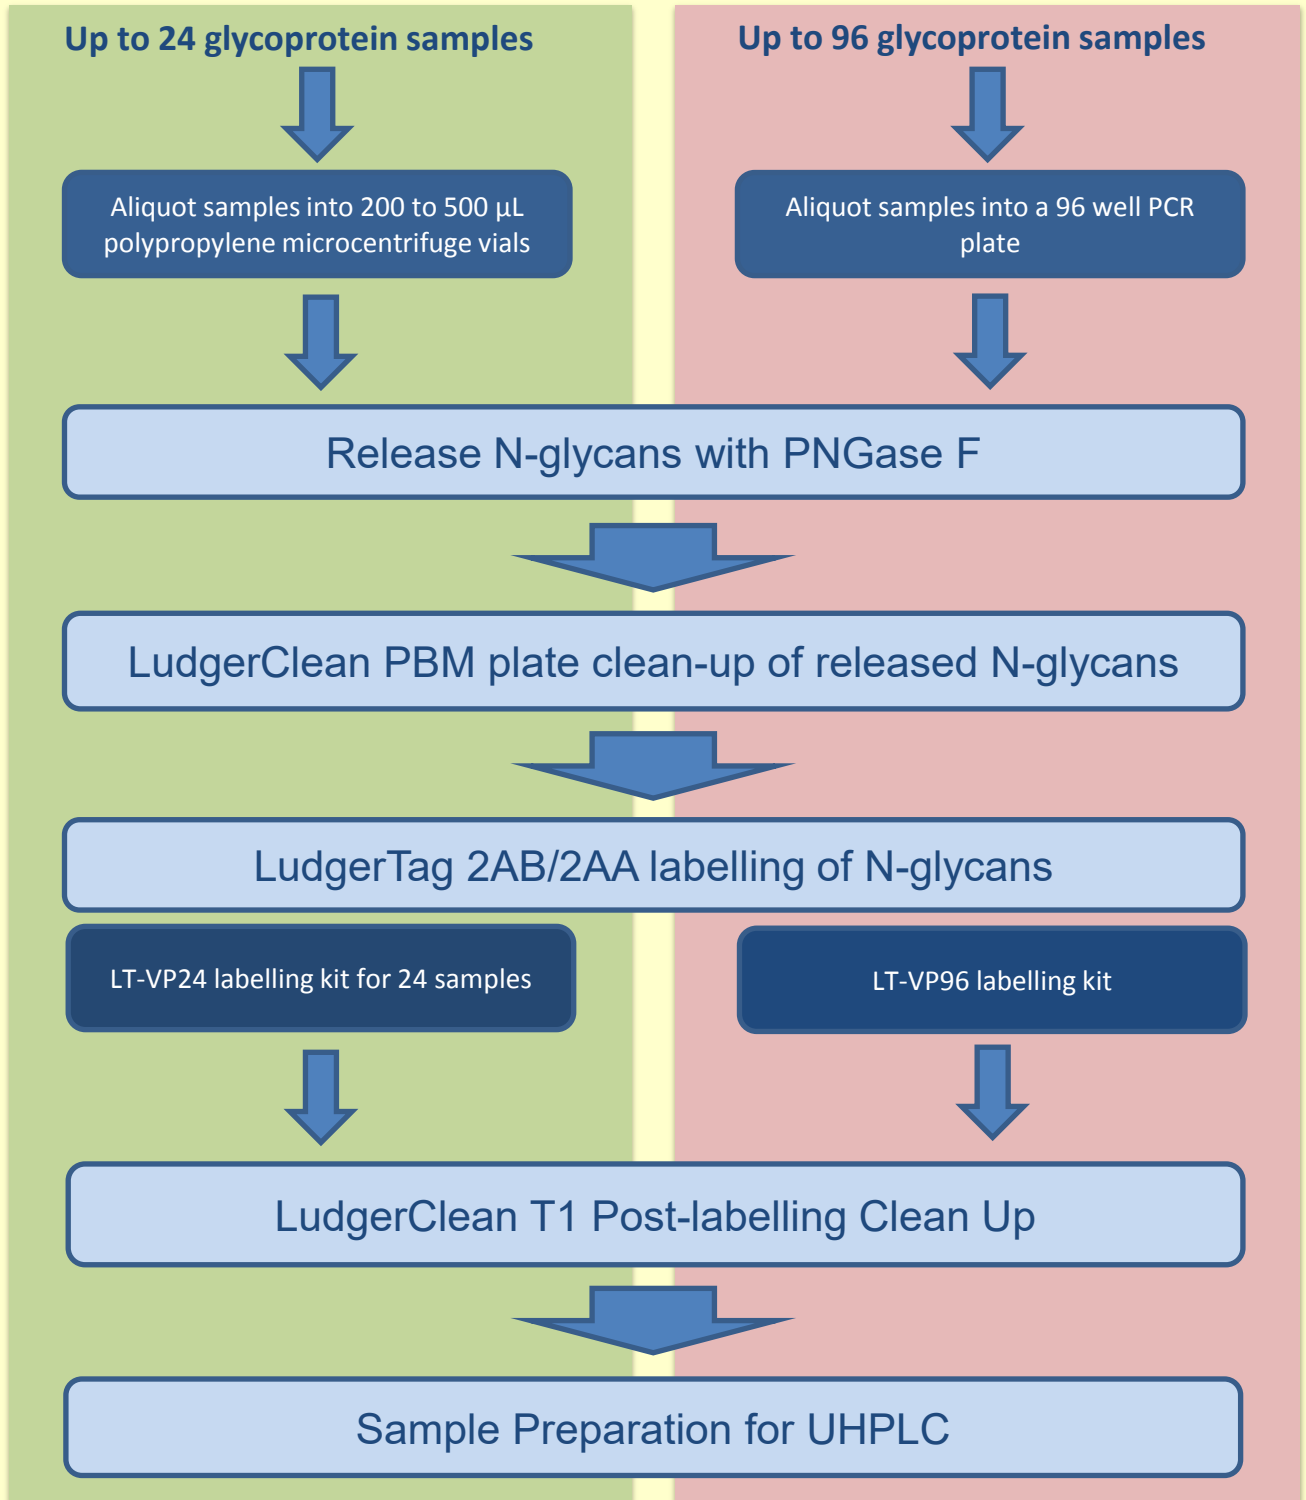 Up to 24 glycoprotein samples
Up to 96 glycoprotein samples
Aliquot samples into 200 to 500 µL
polypropylene microcentrifuge vials
Aliquot samples into a 96 well PCR
plate
Release N-glycans with PNGase F
LudgerClean PBM plate clean-up of released N-glycans
LudgerTag 2AB/2AA labelling of N-glycans
LT-VP24 labelling kit for 24 samples
LT-VP96 labelling kit
LudgerClean T1 Post-labelling Clean Up
Sample Preparation for UHPLC